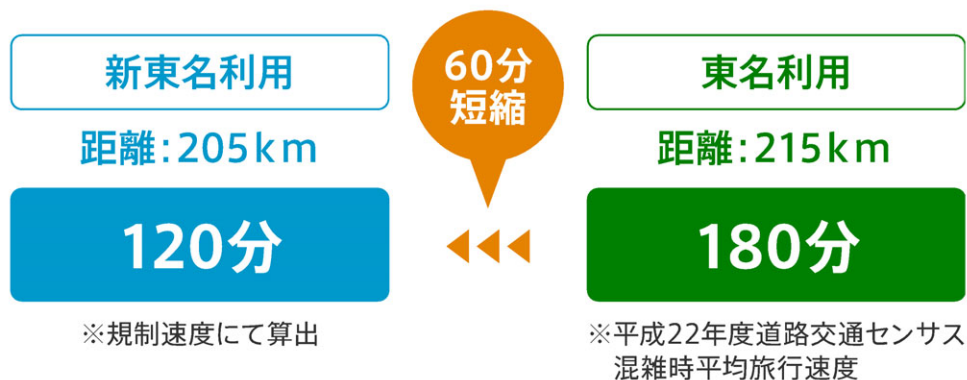 新東名利用
距離:205km
120分
※規制速度にて算出
60分
短縮
東名利用
距離:215km
180分
※平成22年度道路交通センサス
混雑時平均旅行速度